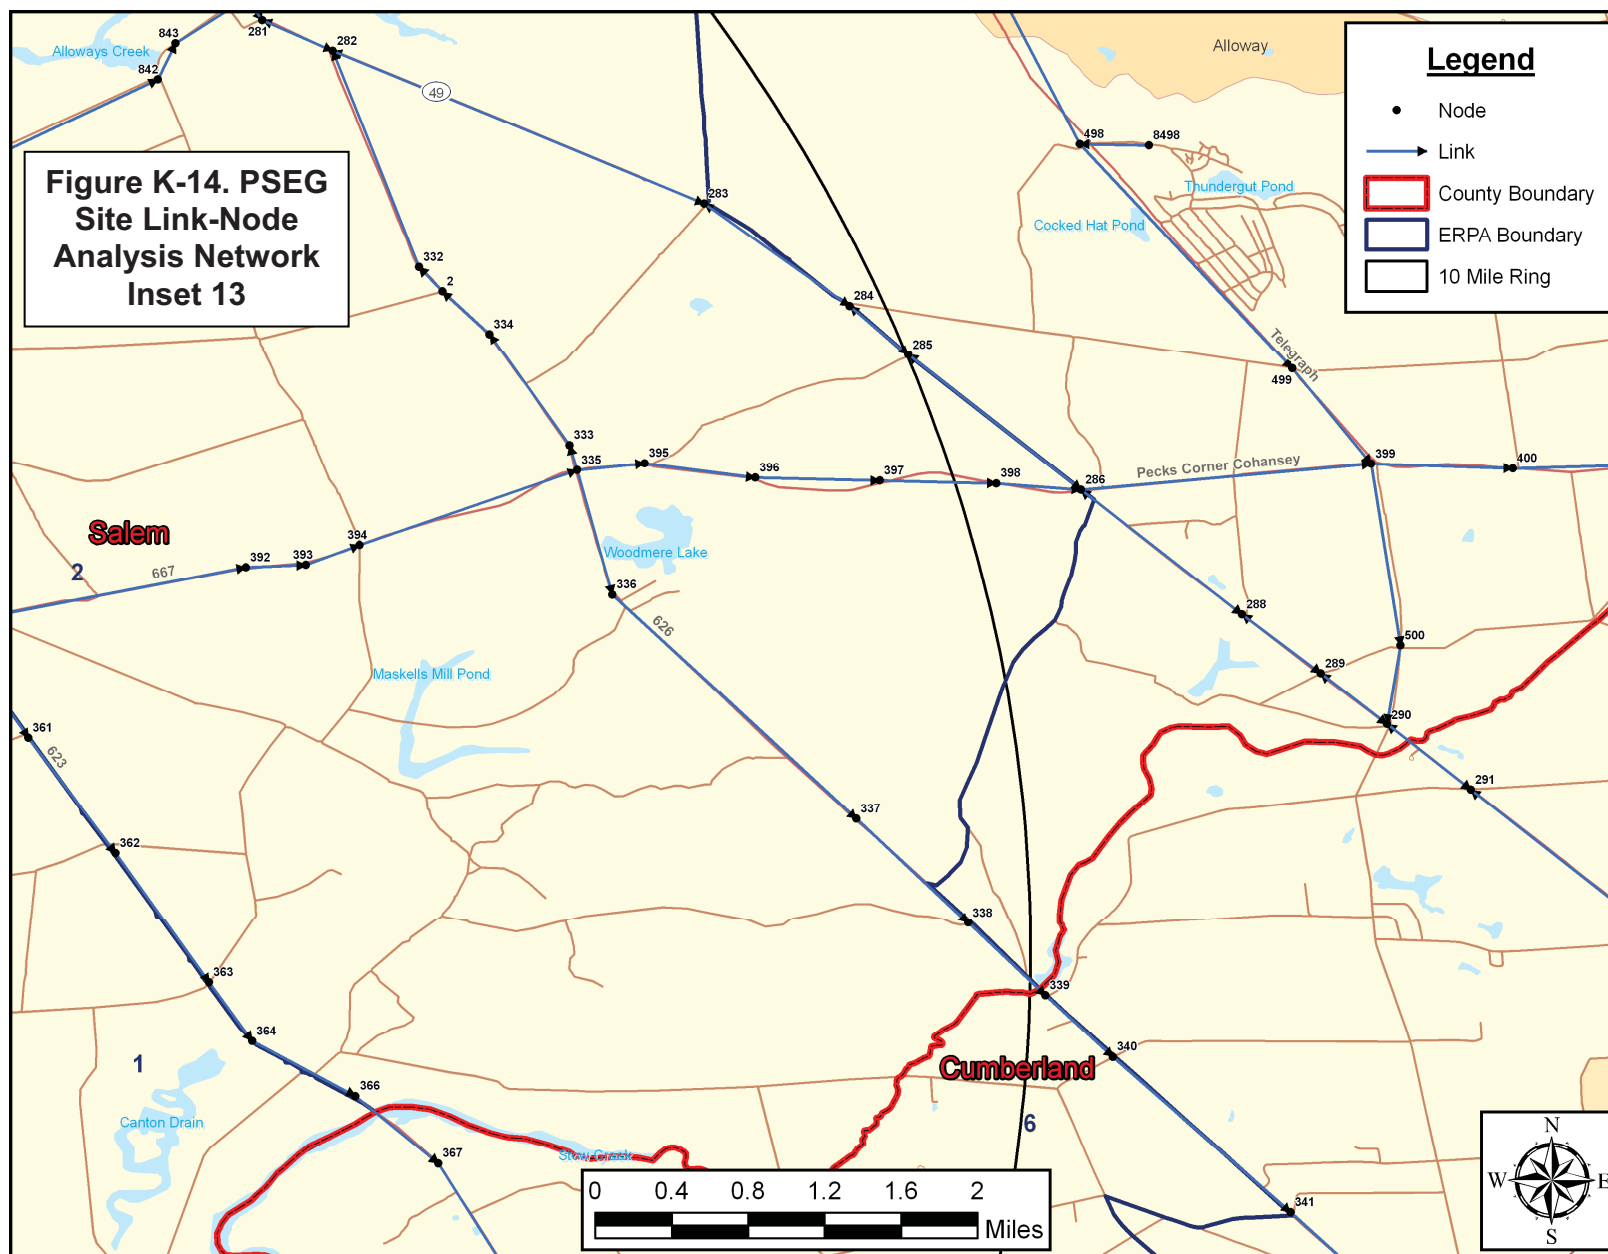 843
281
Alloways Creek
282
842
49
Alloway
Legend
Node
Link
County Boundary
ERPA Boundary
10 Mile Ring
Figure K-14. PSEG
Site Link-Node
Analysis Network
Inset 13
498
8498
Thundergut Pond
Cocked Hat Pond
283
332
2
334
284
285
Telegraph
499
333
335
395
396
397
398
286
Pecks Corner Cohansey
399
400
Salem
2
667
392
393
394
Woodmere Lake
336
626
288
500
289
Maskells Mill Pond
290
361
623
291
337
362
338
363
339
364
340
1
Cumberland
366
6
Canton Drain
367
Stow Creek
341
0 0.4 0.8 1.2 1.6 2
Miles
N
W E
S